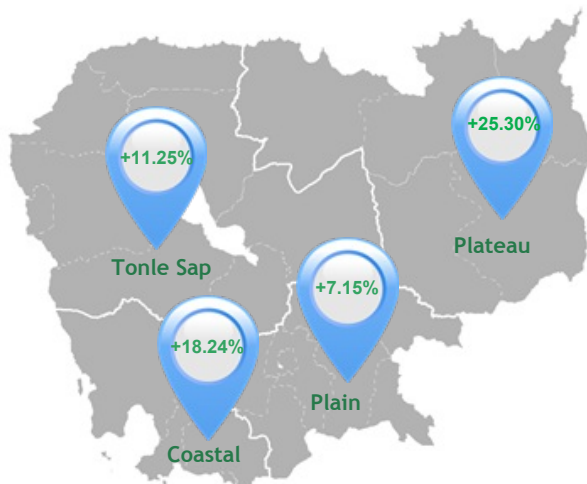 +25.30%
Plateau
+11.25%
Tonle Sap
+7.15%
Plain
+18.24%
Coastal